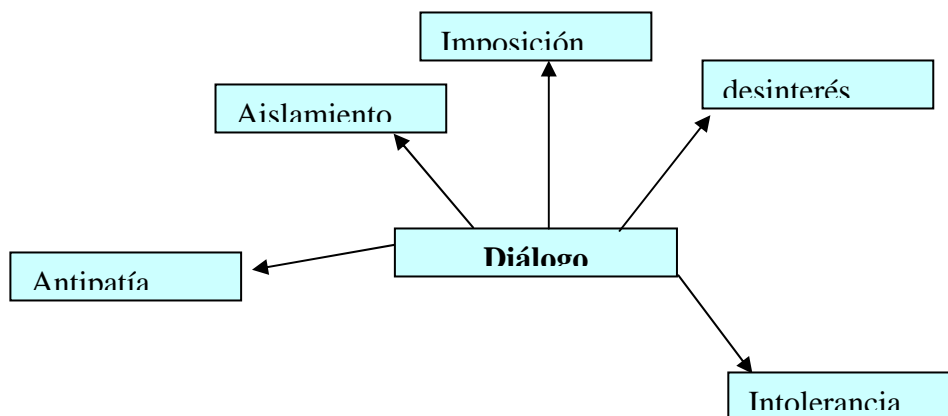 Imposición
desinterés
Aislamiento
Diálogo
Antipatía
Intolerancia